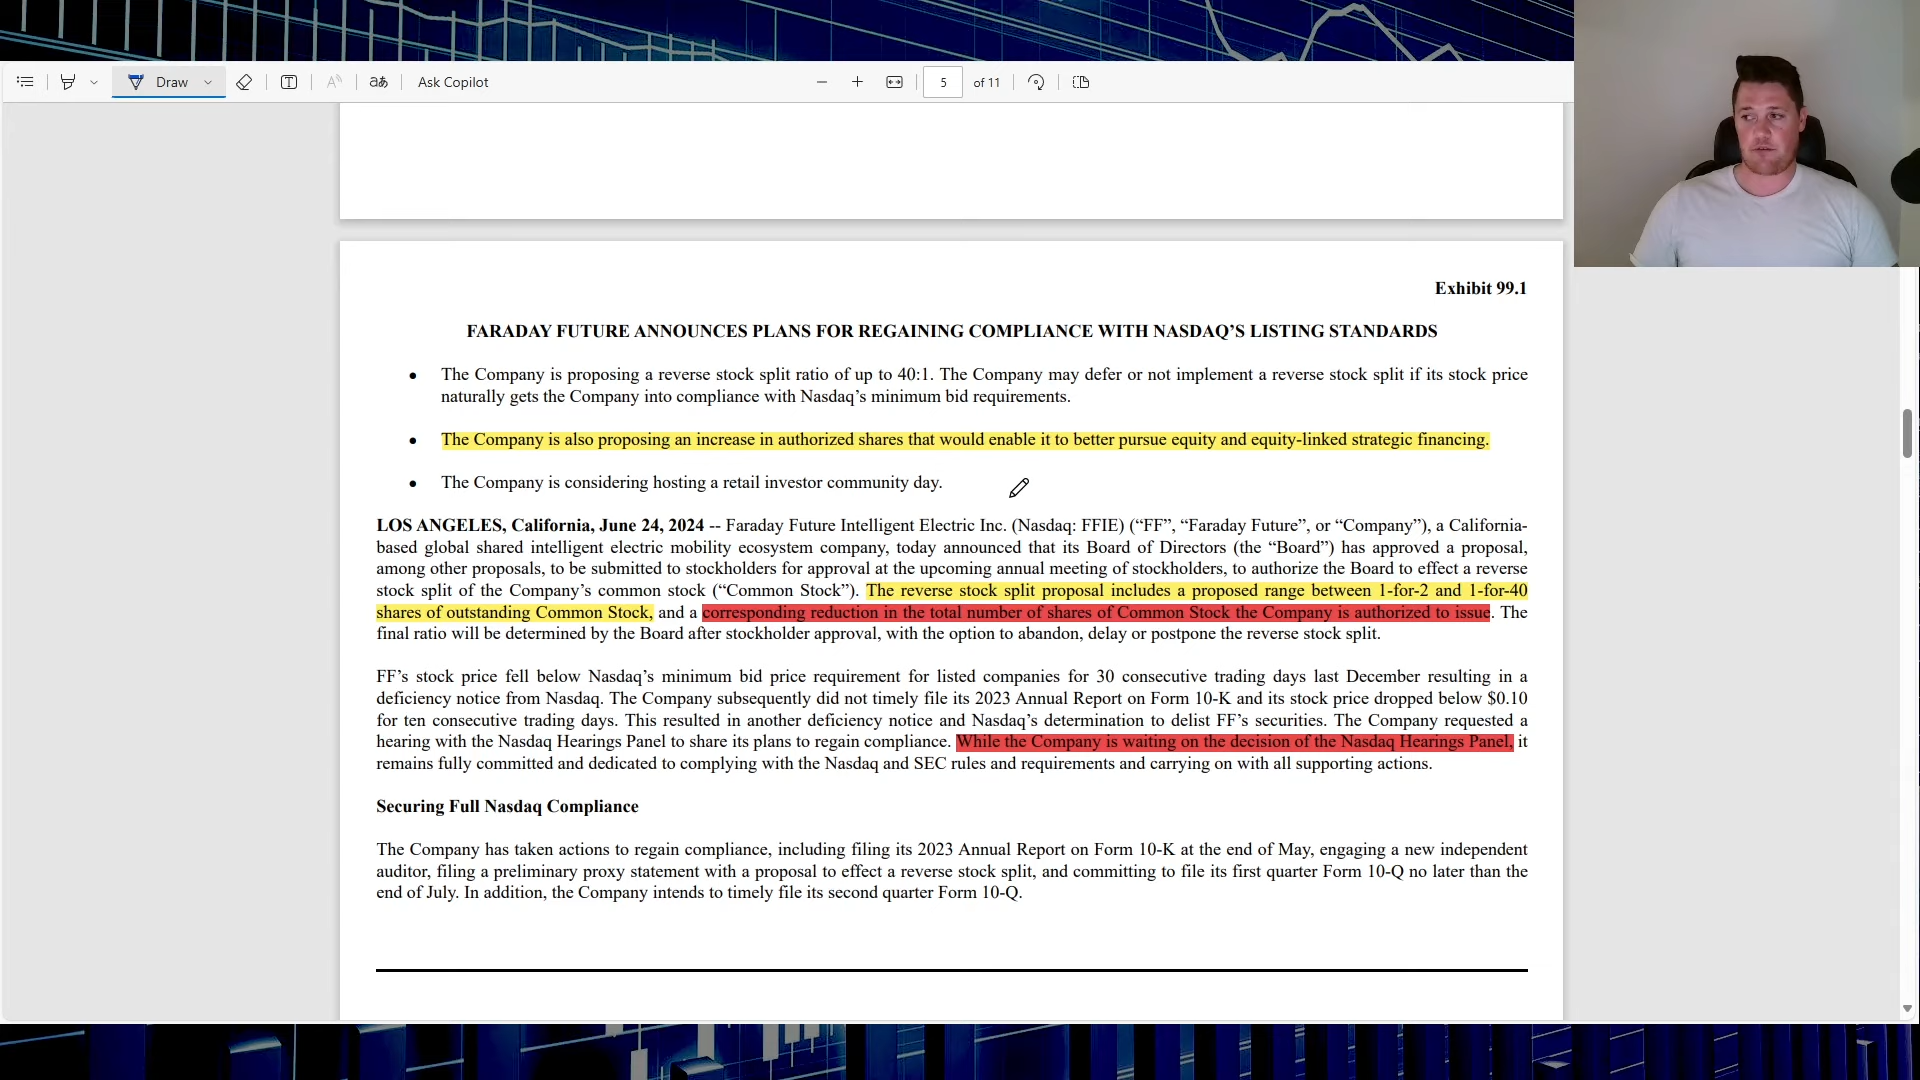 Draw
Ask Copilot
5
of 11
Exhibit 99.1
FARADAY FUTURE ANNOUNCES PLANS FOR REGAINING COMPLIANCE WITH NASDAQ’S LISTING STANDARDS
● The Company is proposing a reverse stock split ratio of up to 40:1. The Company may defer or not implement a reverse stock split if its stock price
naturally gets the Company into compliance with Nasdaq’s minimum bid requirements.
● The Company is also proposing an increase in authorized shares that would enable it to better pursue equity and equity-linked strategic financing.
● The Company is considering hosting a retail investor community day.
LOS ANGELES, California, June 24, 2024 -- Faraday Future Intelligent Electric Inc. (Nasdaq: FFIE) (“FF”, “Faraday Future”, or “Company”), a California-
based global shared intelligent electric mobility ecosystem company, today announced that its Board of Directors (the “Board”) has approved a proposal,
among other proposals, to be submitted to stockholders for approval at the upcoming annual meeting of stockholders, to authorize the Board to effect a reverse
stock split of the Company’s common stock (“Common Stock”). The reverse stock split proposal includes a proposed range between 1-for-2 and 1-for-40
shares of outstanding Common Stock, and a corresponding reduction in the total number of shares of Common Stock the Company is authorized to issue. The
final ratio will be determined by the Board after stockholder approval, with the option to abandon, delay or postpone the reverse stock split.
FF’s stock price fell below Nasdaq’s minimum bid price requirement for listed companies for 30 consecutive trading days last December resulting in a
deficiency notice from Nasdaq. The Company subsequently did not timely file its 2023 Annual Report on Form 10-K and its stock price dropped below $0.10
for ten consecutive trading days. This resulted in another deficiency notice and Nasdaq’s determination to delist FF’s securities. The Company requested a
hearing with the Nasdaq Hearings Panel to share its plans to regain compliance. While the Company is waiting on the decision of the Nasdaq Hearings Panel, it
remains fully committed and dedicated to complying with the Nasdaq and SEC rules and requirements and carrying on with all supporting actions.
Securing Full Nasdaq Compliance
The Company has taken actions to regain compliance, including filing its 2023 Annual Report on Form 10-K at the end of May, engaging a new independent
auditor, filing a preliminary proxy statement with a proposal to effect a reverse stock split, and committing to file its first quarter Form 10-Q no later than the
end of July. In addition, the Company intends to timely file its second quarter Form 10-Q.